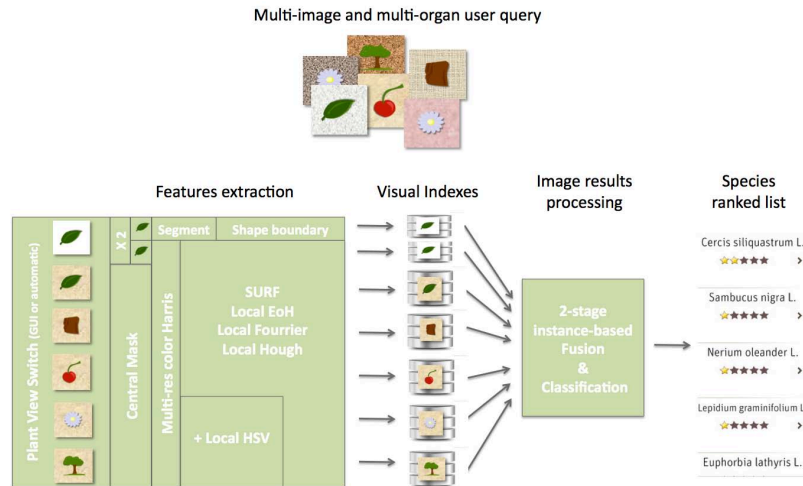 Multi-image and multi-organ user query
Features extraction
Visual Indexes
Image results
processing
Species
ranked list
Plant View Switch (GUI or automatic)
X 2
Central Mask
Segment
Shape boundary
Multi-res color Harris
SURF
Local EoH
Local Fourrier
Local Hough
+ Local HSV
2-stage
instance-based
Fusion
&
Classification
Cercis siliquastrum L.
Sambucus nigra L.
Nerium oleander L.
Lepidium graminifolium L
Euphorbia lathyris L.